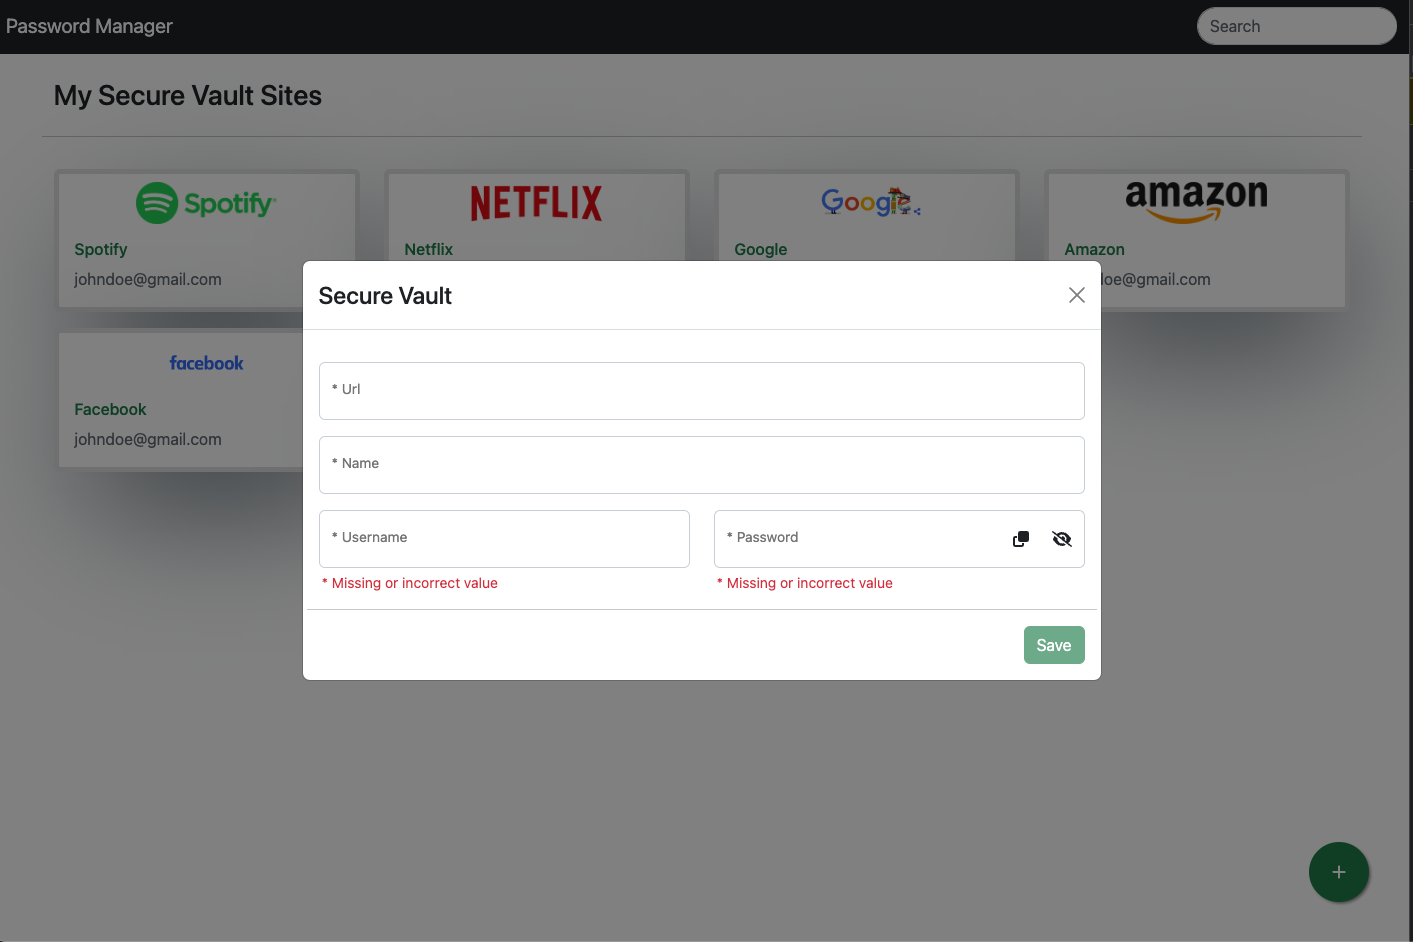 Password Manager
Search
My Secure Vault Sites
Spotify
NETFLIX
Google
amazon
Spotify
Netflix
Google
Amazon
johndoe@gmail.com
oe@gmail.com
Secure Vault
* Url
* Name
* Username
* Password
* Missing or incorrect value
* Missing or incorrect value
Save
facebook
Facebook
johndoe@gmail.com
+